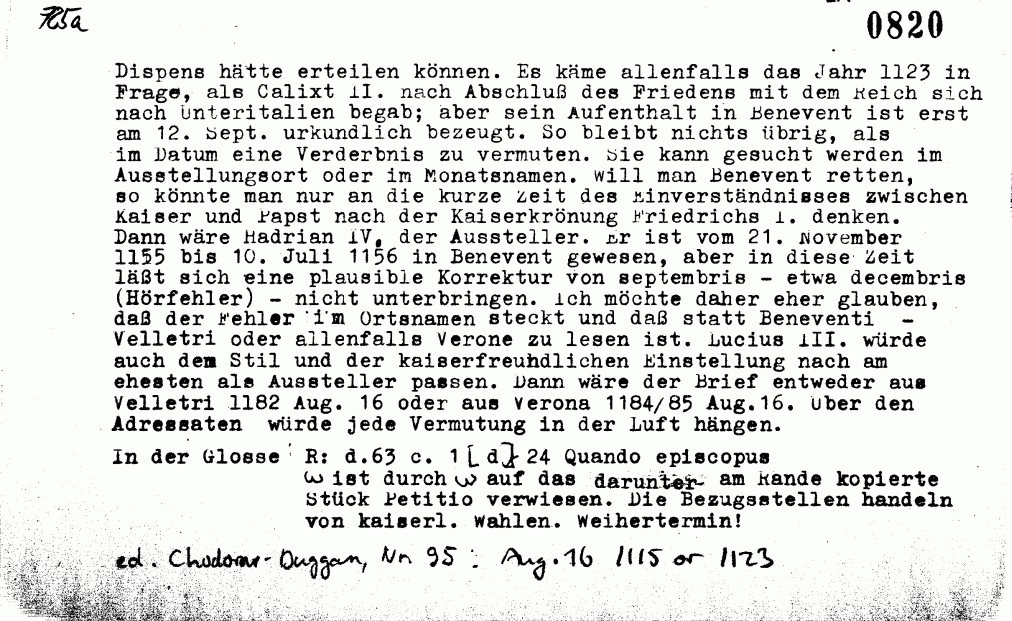 725a
0820
Dispens hätte erteilen können. Es käme allenfalls das Jahr 1123 in
Frage, als Calixt II. nach Abschluß des Friedens mit dem Reich sich
nach Unteritalien begab; aber sein Aufenthalt in Benevent ist erst
am 12. Sept. urkundlich bezeugt. So bleibt nichts übrig, als
im Datum eine Verderbnis zu vermuten. Sie kann gesucht werden im
Ausstellungsort oder im Monatsnamen. Will man Benevent retten,
so könnte man nur an die kurze Zeit des Einverständnisses zwischen
Kaiser und Papst nach der Kaiserkrönung Friedrichs I. denken.
Dann wäre Hadrian IV. der Aussteller. Er ist vom 21. November
1155 bis 10. Juli 1156 in Benevent gewesen, aber in diese Zeit
läßt sich eine plausible Korrektur von septembris - etwa decembris
(Hörfehler) - nicht unterbringen. Ich möchte daher eher glauben,
daß der Fehler im Ortsnamen steckt und daß statt Beneventi -
Velletri oder allenfalls Verone zu lesen ist. Lucius III. würde
auch dem Stil und der kaiserfreundlichen Einstellung nach am
ehesten als Aussteller passen. Dann wäre der Brief entweder aus
Velletri 1182 Aug. 16 oder aus Verona 1184/85 Aug.16. Über den
Adressaten würde jede Vermutung in der Luft hängen.
In der Glosse R: d.63 c. 1 [ d.} 24 Quando episcopus
ω ist durch ω auf das darunter am Rande kopierte
Stück Petitio verwiesen. Die Bezugsstellen handeln
von kaiserl. Wahlen. Weihertermin!
ed. Chodorow-Duggan, Nr 95 : Aug. 16 1115 or 1123